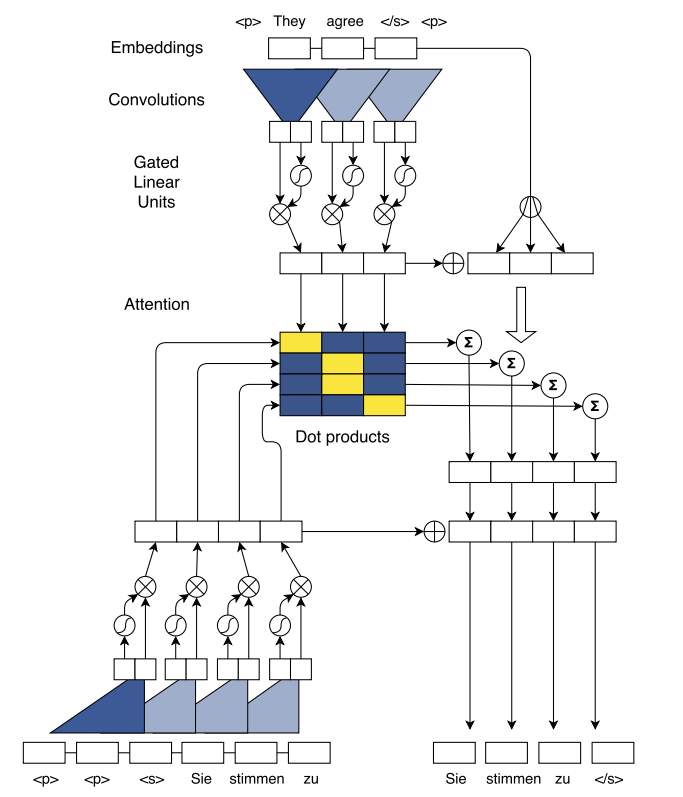 <p> They agree </s> <p>
Embeddings
Convolutions
Gated
Linear
Units
Attention
Σ
Σ
Σ
Σ
Dot products
<p> <p> <s> Sie stimmen zu
Sie stimmen zu </s>